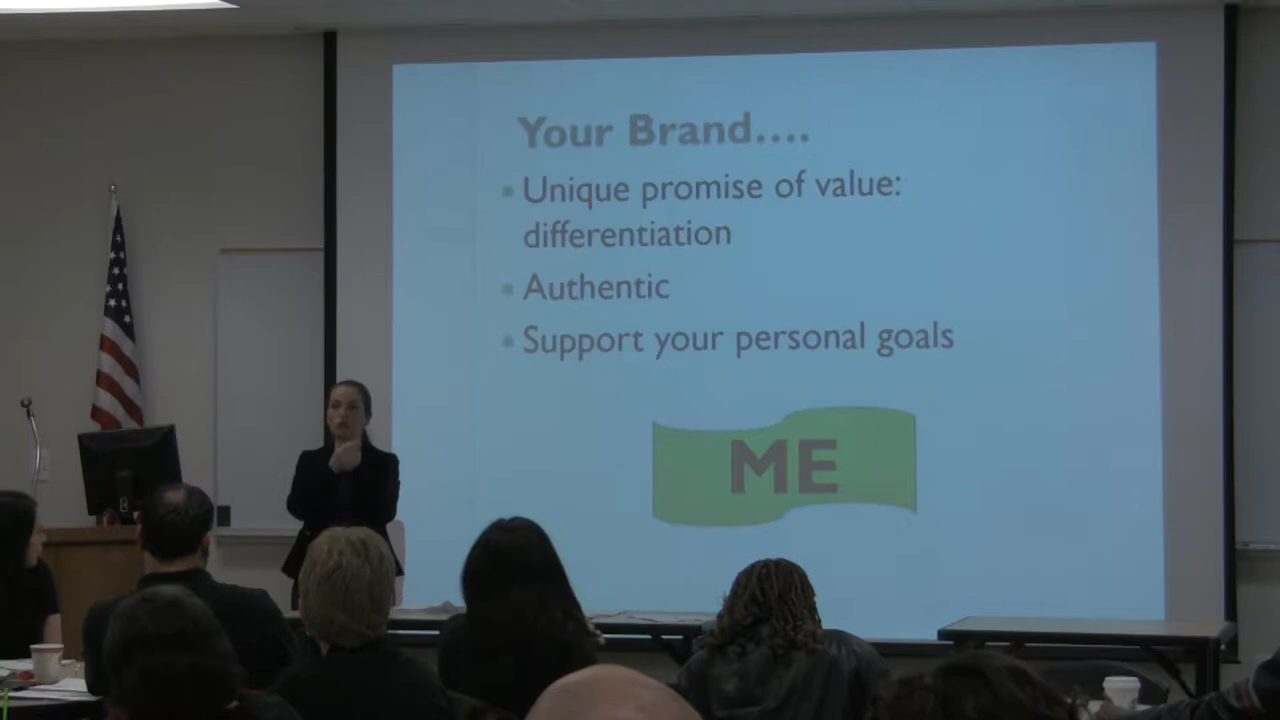 Your Brand....
• Unique promise of value:
differentiation
• Authentic
• Support your personal goals
ME